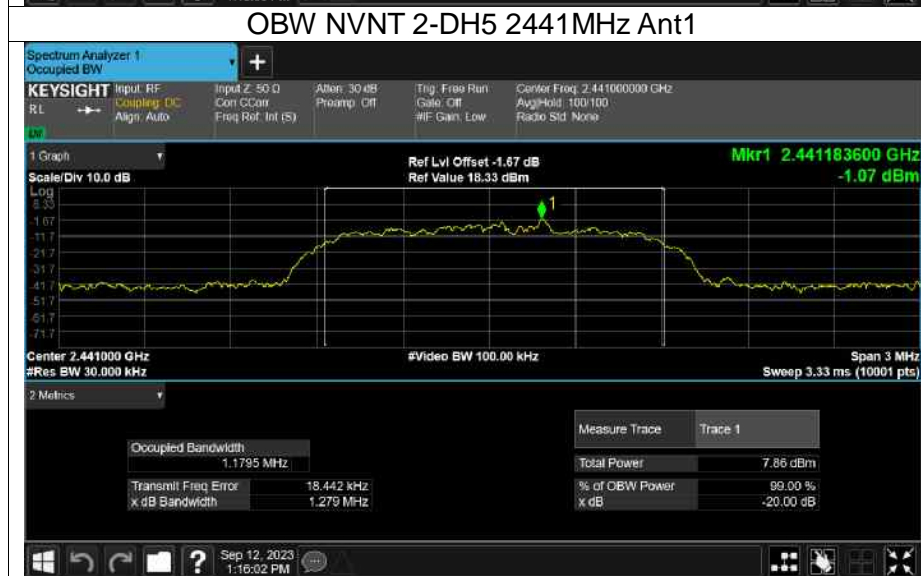 OBW NVNT 2-DH5 2441MHz Ant1
Spectrum Analyzer 1
Occupied BW
+
KEYSIGHT Input: RF Input Z: 50 Ω Atten: 30 dB Trig: Free Run Center Freq: 2.441000000 GHz
RL Coupling: DC Corr CCorr Preamp: Off Gate: Off Avg|Hold: 100/100
Align: Auto Freq Ref: Int (S) #IF Gain: Low Radio Std: None
1 Graph Ref Lvl Offset -1.67 dB Mkr1 2.441183600 GHz
Scale/Div 10.0 dB Ref Value 18.33 dBm -1.07 dBm
Log
8.33
1
-1.67
-11.7
-21.7
-31.7
-41.7
-51.7
-61.7
-71.7
Center 2.441000 GHz #Video BW 100.00 kHz Span 3 MHz
#Res BW 30.000 kHz Sweep 3.33 ms (10001 pts)
2 Metrics
Measure Trace Trace 1
Occupied Bandwidth
1.1795 MHz Total Power 7.86 dBm
Transmit Freq Error 18.442 kHz % of OBW Power 99.00 %
x dB Bandwidth 1.279 MHz x dB -20.00 dB
? Sep 12, 2023
1:16:02 PM